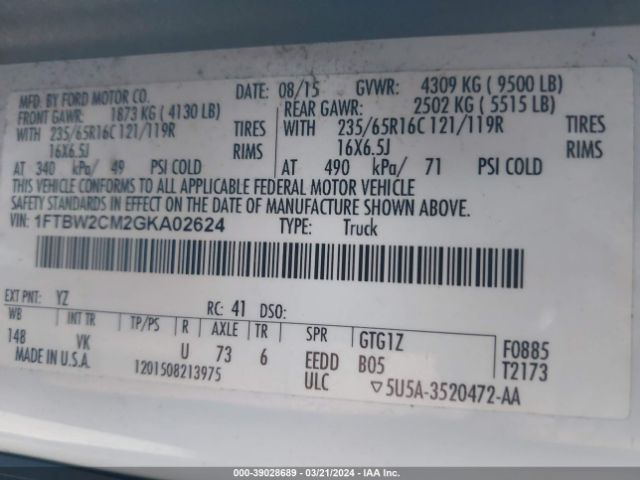 MFD. BY FORD MOTOR CO. DATE: 08/15 GVWR: 4309 KG ( 9500 LB)
FRONT GAWR: 1873 KG ( 4130 LB) REAR GAWR: 2502 KG ( 5515 LB)
WITH 235/65R16C 121/119R TIRES WITH 235/65R16C 121/119R TIRES
16X6.5J RIMS 16X6.5J RIMS
AT 340 kPa/ 49 PSI COLD AT 490 kPa/ 71 PSI COLD
THIS VEHICLE CONFORMS TO ALL APPLICABLE FEDERAL MOTOR VEHICLE
SAFETY STANDARDS IN EFFECT ON THE DATE OF MANUFACTURE SHOWN ABOVE.
VIN: 1FTBW2CM2GKA02624 TYPE: Truck
EXT PNT: YZ RC: 41 DSO:
WB INT TR TP/PS R AXLE TR SPR GTG1Z F0885
148 VK U 73 6 EEDD B05 T2173
MADE IN U.S.A. 1201508213975 ULC ▽5U5A-3520472-AA
000-39028689 - 03/21/2024 - IAA Inc.